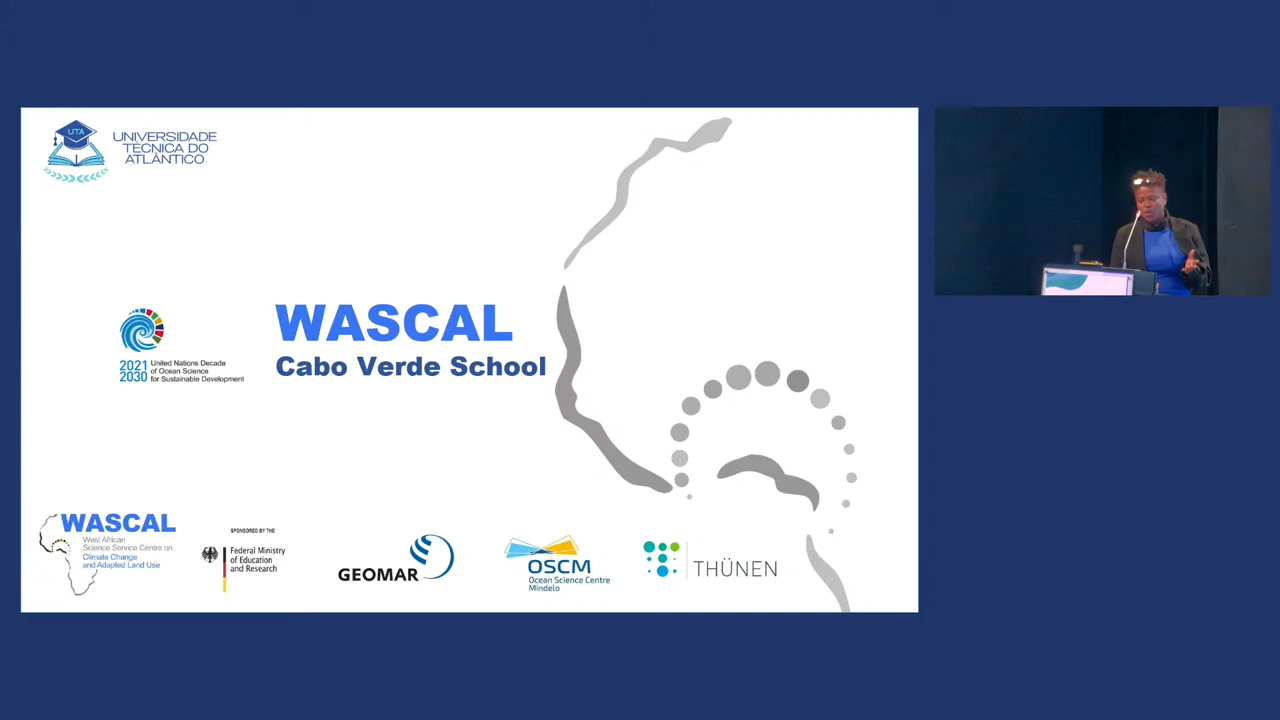 UTA
UNIVERSIDADE
TÉCNICA DO
ATLÂNTICO
WASCAL
Cabo Verde School
2021
2030
United Nations Decade
of Ocean Science
for Sustainable Development
WASCAL
West African
Science Service Centre on
Climate Change
and Adapted Land Use
SPONSORED BY THE
Federal Ministry
of Education
and Research
GEOMAR
OSCM
Ocean Science Centre
Mindelo
THÜNEN